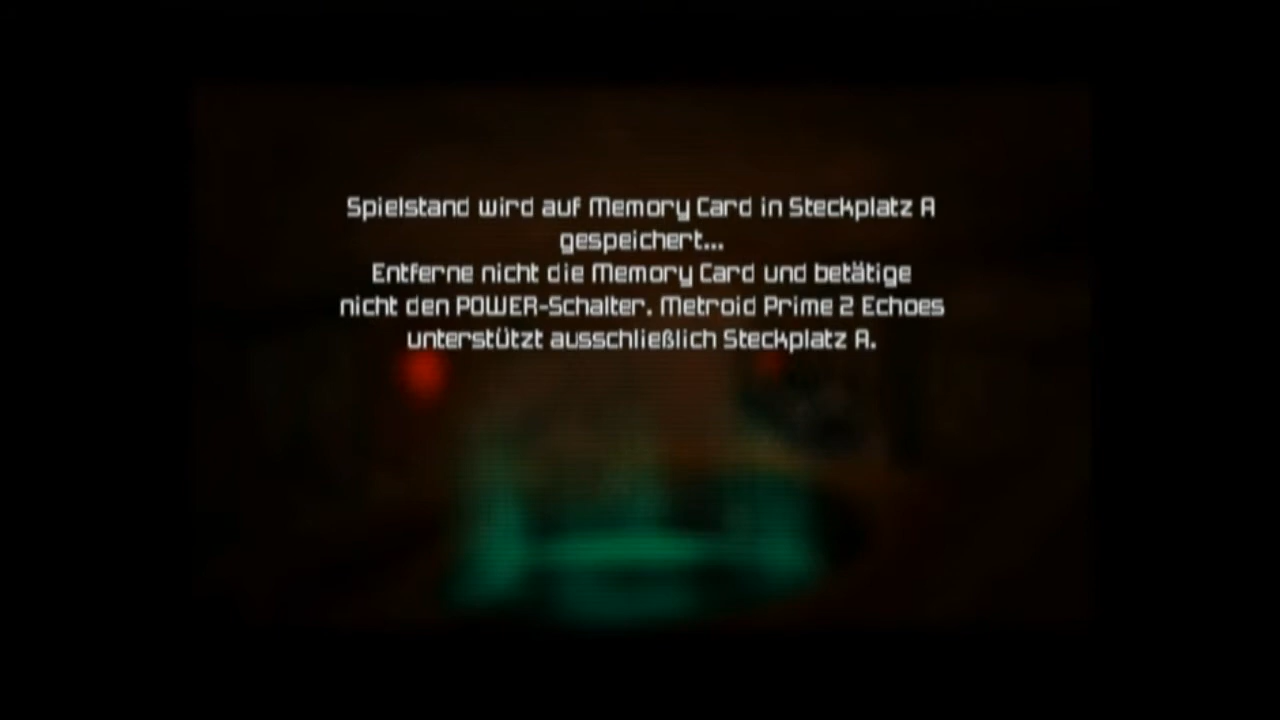 Spielstand wird auf Memory Card in Steckplatz A
gespeichert...
Entferne nicht die Memory Card und betätige
nicht den POWER-Schalter. Metroid Prime 2 Echoes
unterstützt ausschließlich Steckplatz A.